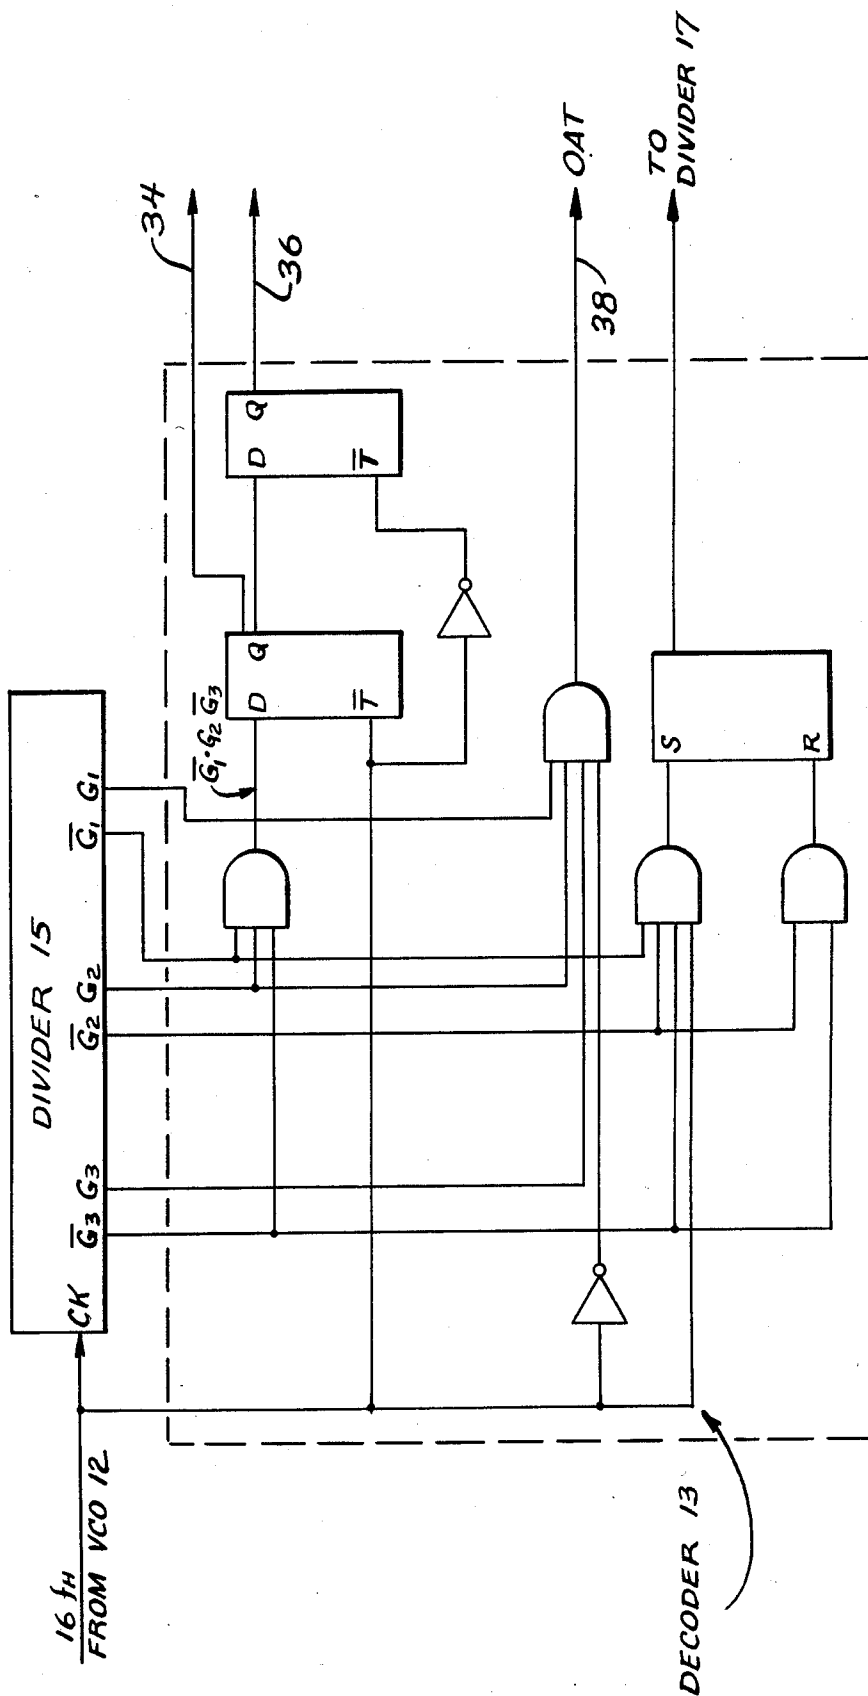 16 fH
FROM VCO 12
DIVIDER 15
CK G̅3 G3 G̅2 G2 G̅1 G1
34
36
G̅1·G2 G̅3
D Q
T̅
D Q
T̅
OAT
38
TO
DIVIDER 17
S
R
DECODER 13